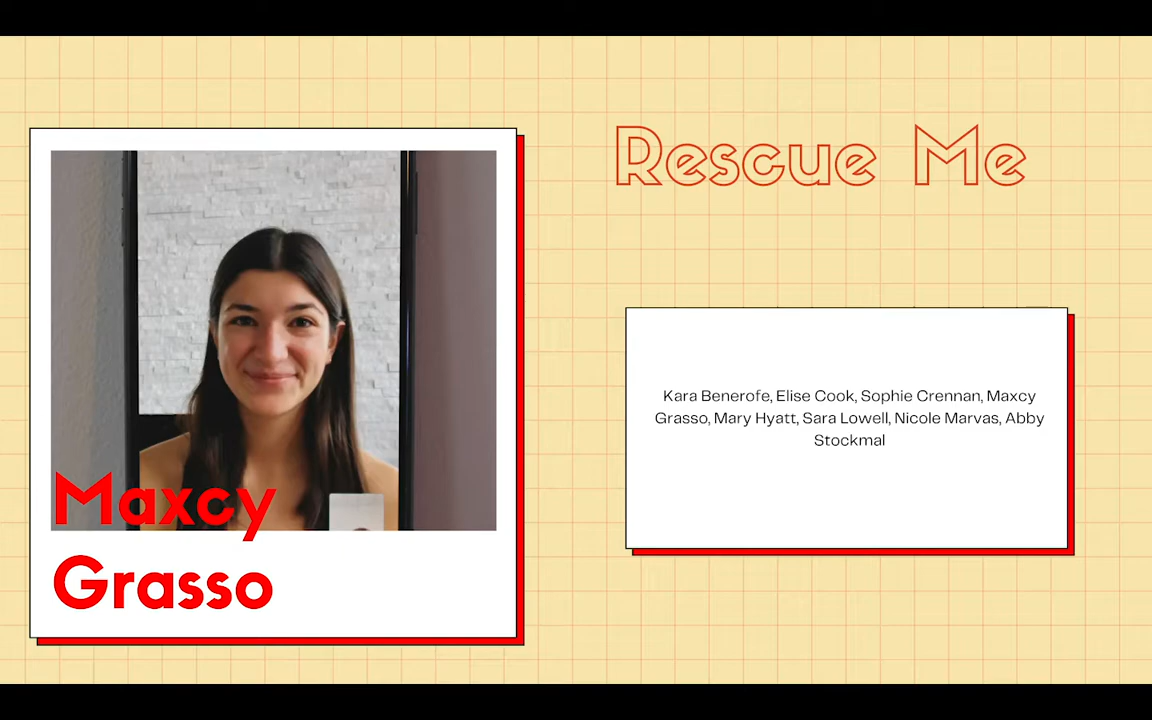 Rescue Me
Maxcy
Grasso
Kara Benerofe, Elise Cook, Sophie Crennan, Maxcy
Grasso, Mary Hyatt, Sara Lowell, Nicole Marvas, Abby
Stockmal